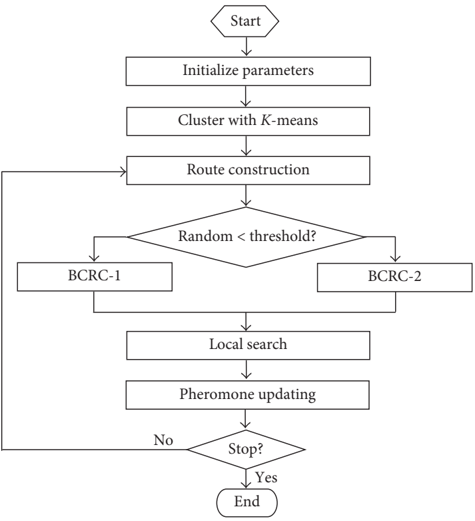 Start
Initialize parameters
Cluster with K-means
Route construction
Random < threshold?
BCRC-1
BCRC-2
Local search
Pheromone updating
No
Stop?
Yes
End